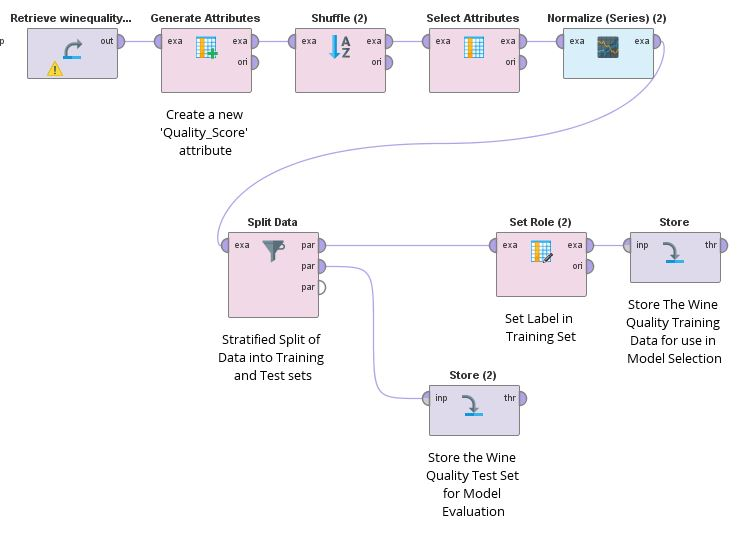 Retrieve winequality...
Generate Attributes
Shuffle (2)
Select Attributes
Normalize (Series) (2)
p
out
exa
exa
ori
exa
exa
ori
exa
exa
ori
exa
exa
Create a new
'Quality_Score'
attribute
Split Data
Set Role (2)
Store
exa
par
par
par
exa
exa
ori
inp
thr
Stratified Split of
Data into Training
and Test sets
Set Label in
Training Set
Store The Wine
Quality Training
Data for use in
Model Selection
Store (2)
inp
thr
Store the Wine
Quality Test Set
for Model
Evaluation